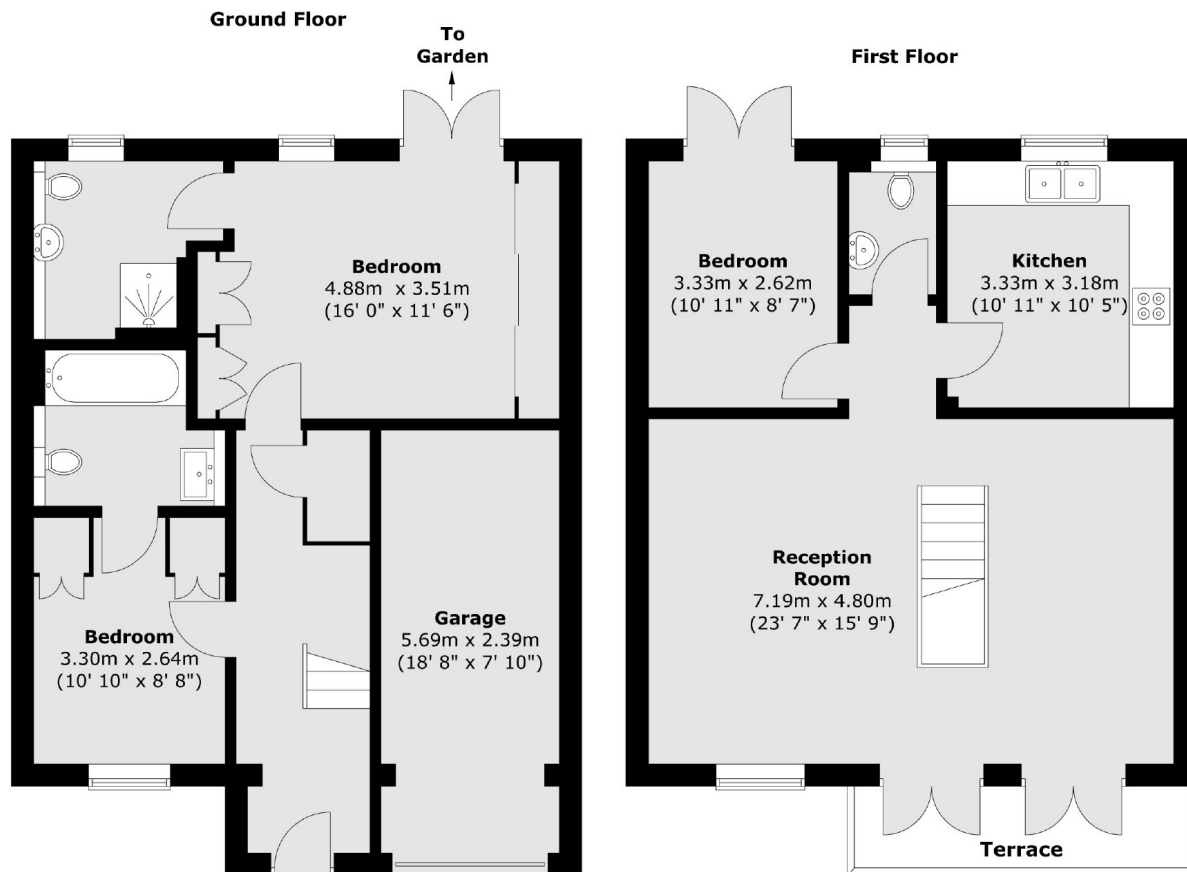 Ground Floor
To
Garden
Bedroom
4.88m x 3.51m
(16' 0" x 11' 6")
Bedroom
3.30m x 2.64m
(10' 10" x 8' 8")
Garage
5.69m x 2.39m
(18' 8" x 7' 10")
First Floor
Bedroom
3.33m x 2.62m
(10' 11" x 8' 7")
Kitchen
3.33m x 3.18m
(10' 11" x 10' 5")
Reception
Room
7.19m x 4.80m
(23' 7" x 15' 9")
Terrace